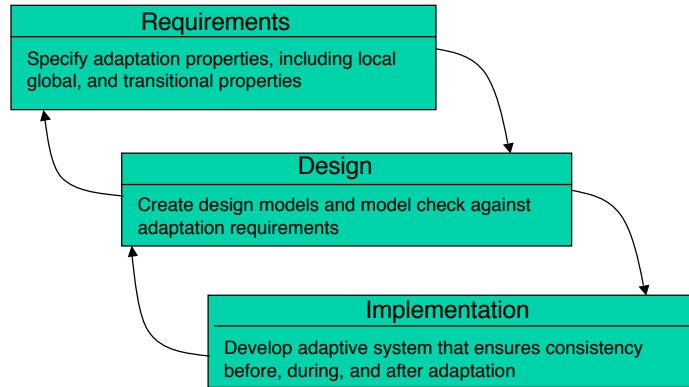 Requirements
Specify adaptation properties, including local
global, and transitional properties
Design
Create design models and model check against
adaptation requirements
Implementation
Develop adaptive system that ensures consistency
before, during, and after adaptation